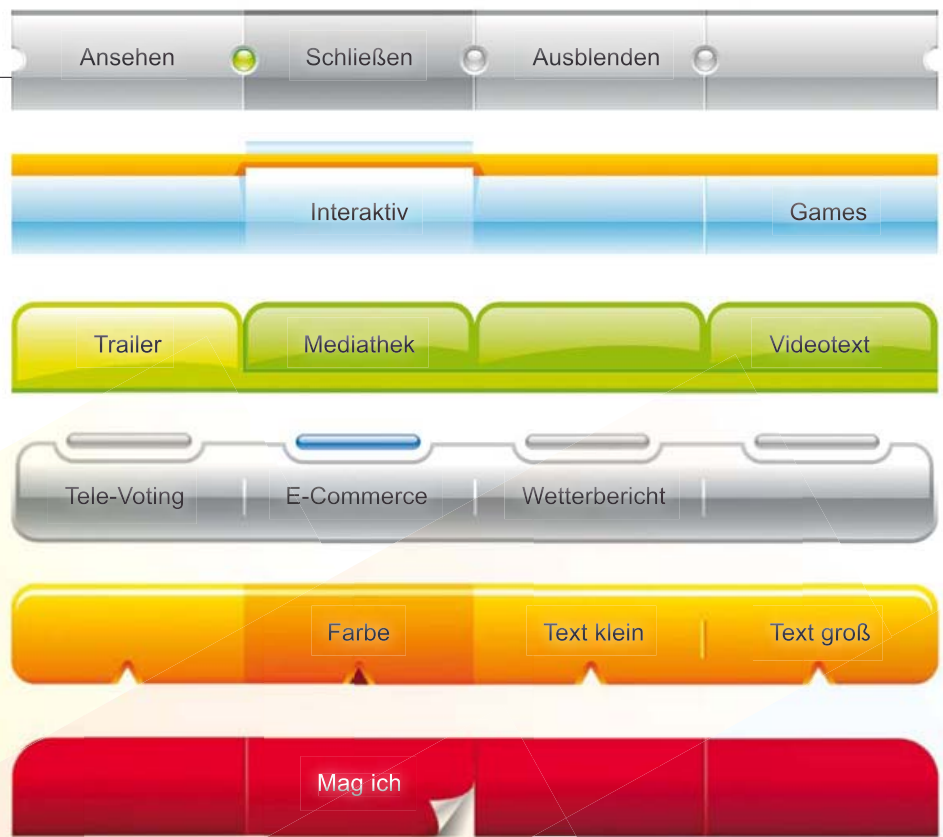 Ansehen Schließen Ausblenden
Interaktiv Games
Trailer Mediathek Videotext
Tele-Voting E-Commerce Wetterbericht
Farbe Text klein Text groß
Mag ich